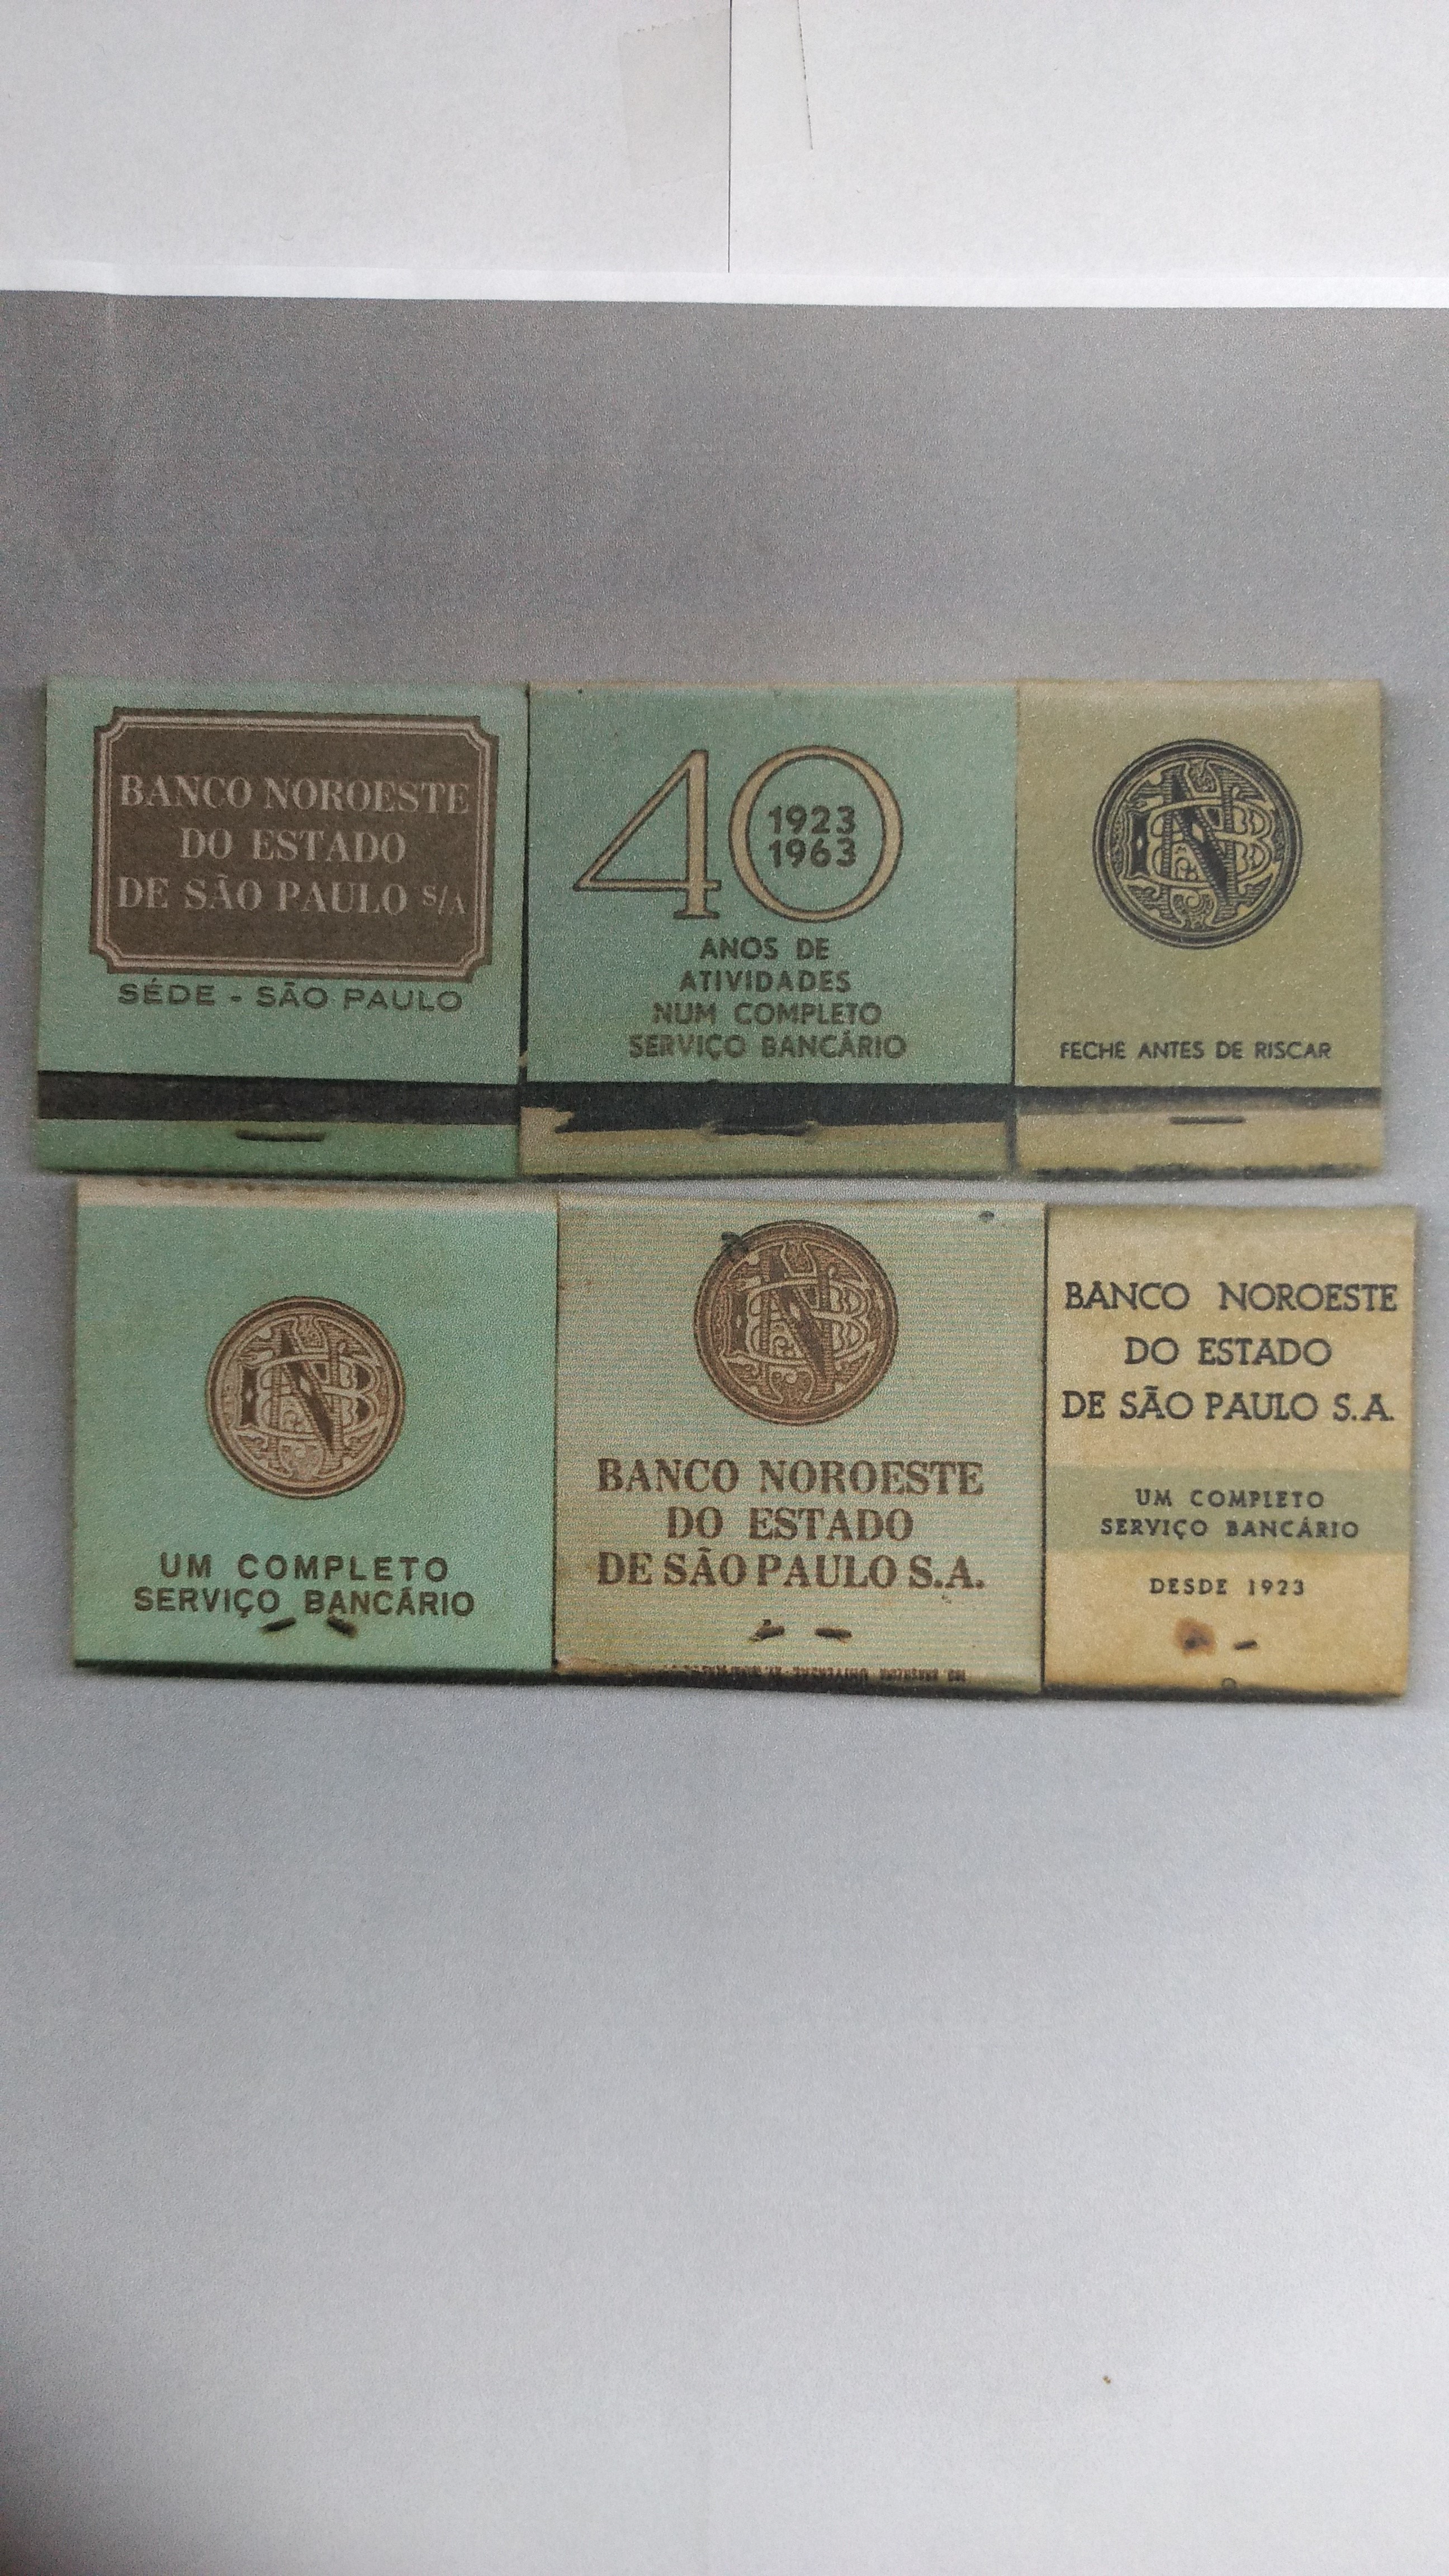 BANCO NOROESTE
DO ESTADO
DE SÃO PAULO S/A
SÉDE - SÃO PAULO
40
1923
1963
ANOS DE
ATIVIDADES
NUM COMPLETO
SERVIÇO BANCÁRIO
FECHE ANTES DE RISCAR
UM COMPLETO
SERVIÇO BANCÁRIO
BANCO NOROESTE
DO ESTADO
DE SÃO PAULO S.A.
BANCO NOROESTE
DO ESTADO
DE SÃO PAULO S.A.
UM COMPLETO
SERVIÇO BANCÁRIO
DESDE 1923